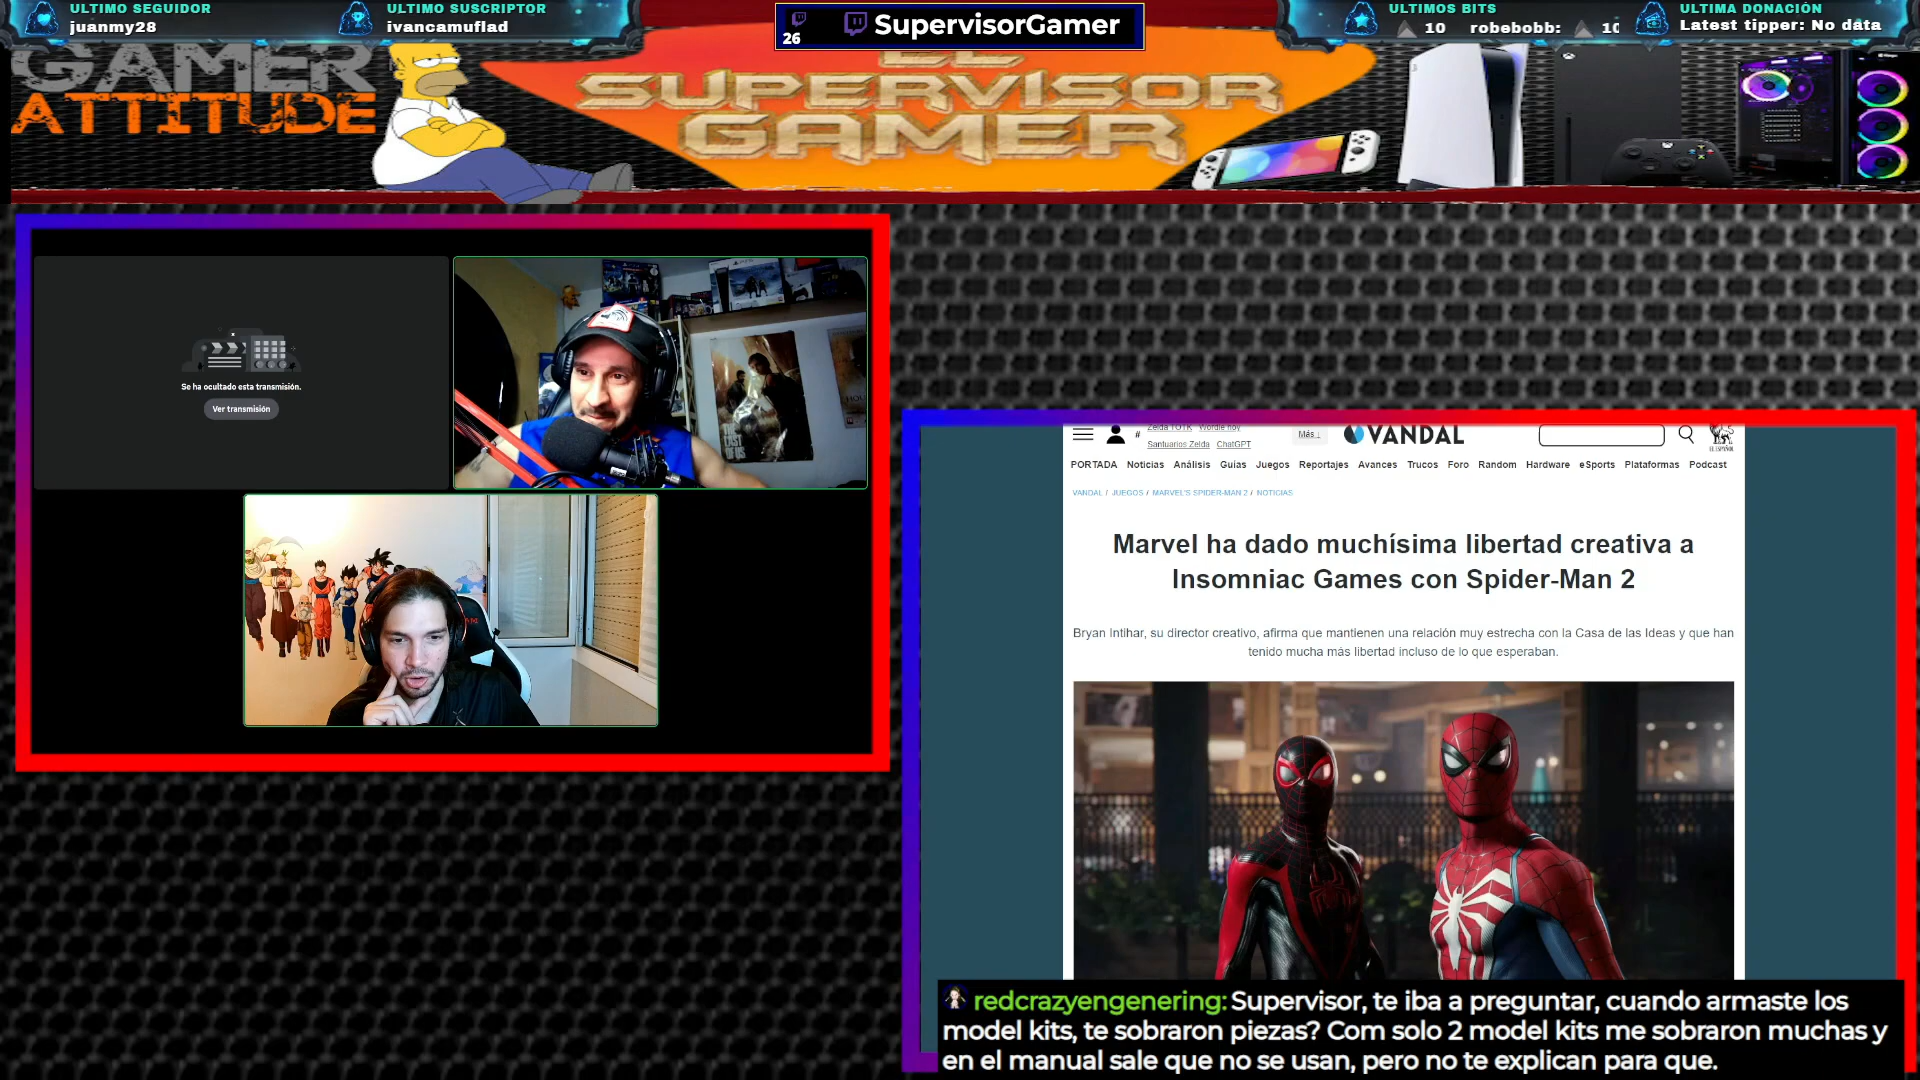 ULTIMO SEGUIDOR
juanmy28
ULTIMO SUSCRIPTOR
ivancamuflad
26
SupervisorGamer
ULTIMOS BITS
10 robebobb: 10
ULTIMA DONACIÓN
Latest tipper: No data
GAMER
ATTITUDE
EL
SUPERVISOR
GAMER
Se ha ocultado esta transmisión.
Ver transmisión
THE LAST
# Zelda TOTK Wordle hoy
Santuarios Zelda ChatGPT
Más ↓
VANDAL
EL ESPAÑOL
PORTADA Noticias Análisis Guías Juegos Reportajes Avances Trucos Foro Random Hardware eSports Plataformas Podcast
VANDAL / JUEGOS / MARVEL'S SPIDER-MAN 2 / NOTICIAS
Marvel ha dado muchísima libertad creativa a
Insomniac Games con Spider-Man 2
Bryan Intihar, su director creativo, afirma que mantienen una relación muy estrecha con la Casa de las Ideas y que han
tenido mucha más libertad incluso de lo que esperaban.
redcrazyengenering: Supervisor, te iba a preguntar, cuando armaste los
model kits, te sobraron piezas? Com solo 2 model kits me sobraron muchas y
en el manual sale que no se usan, pero no te explican para que.